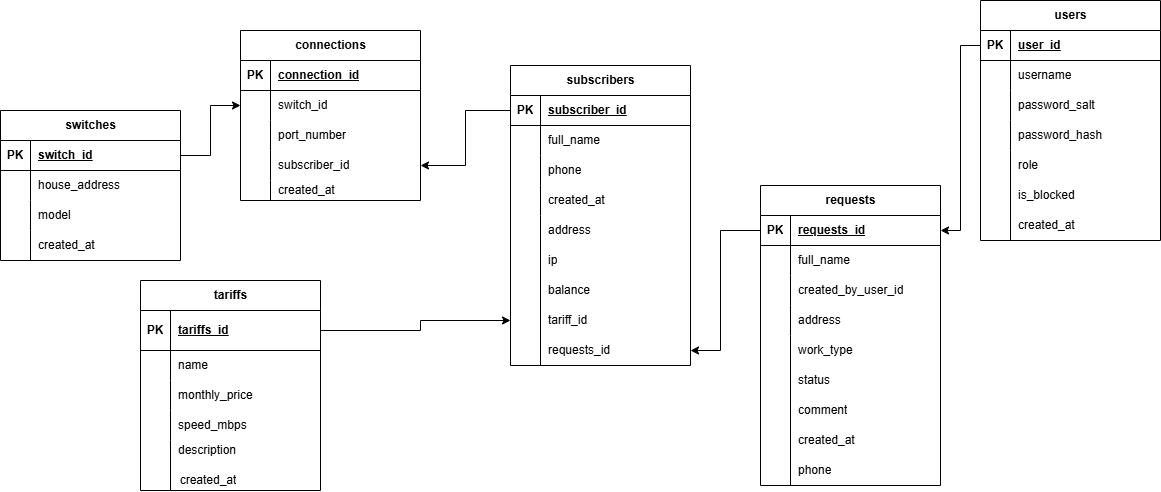 connections
PK connection_id
switch_id
port_number
subscriber_id
created_at
switches
PK switch_id
house_address
model
created_at
tariffs
PK tariffs_id
name
monthly_price
speed_mbps
description
created_at
subscribers
PK subscriber_id
full_name
phone
created_at
address
ip
balance
tariff_id
requests_id
requests
PK requests_id
full_name
created_by_user_id
address
work_type
status
comment
created_at
phone
users
PK user_id
username
password_salt
password_hash
role
is_blocked
created_at